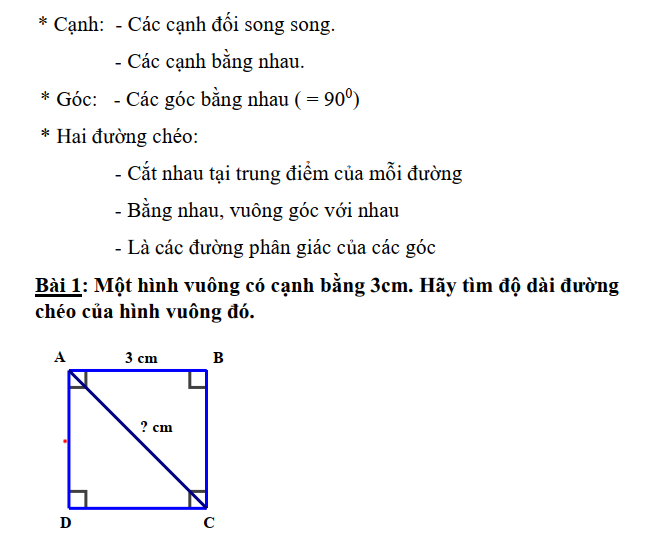 * Cạnh: - Các cạnh đối song song.
- Các cạnh bằng nhau.
* Góc: - Các góc bằng nhau ( = 90⁰)
* Hai đường chéo:
- Cắt nhau tại trung điểm của mỗi đường
- Bằng nhau, vuông góc với nhau
- Là các đường phân giác của các góc
Bài 1: Một hình vuông có cạnh bằng 3cm. Hãy tìm độ dài đường
chéo của hình vuông đó.
A 3 cm B
? cm
D C